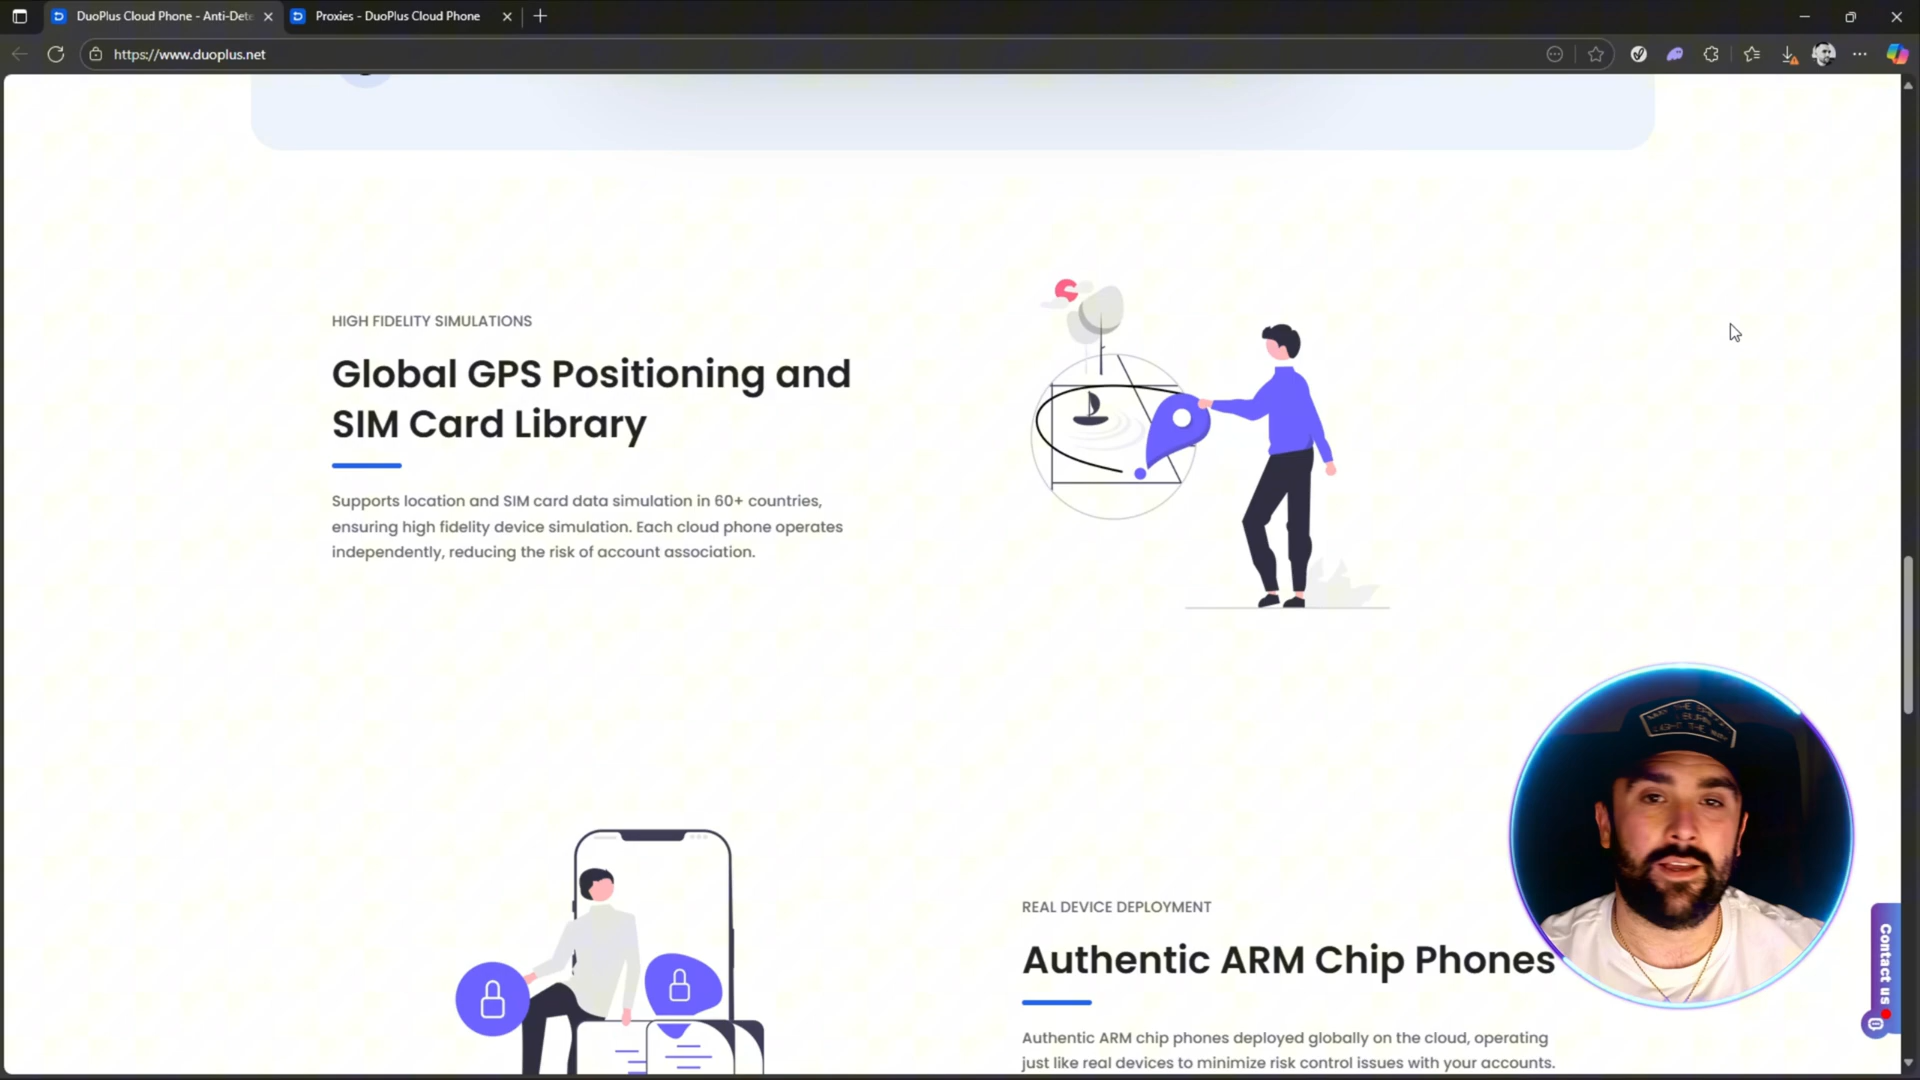 DuoPlus Cloud Phone - Anti-Dete
Proxies - DuoPlus Cloud Phone
https://www.duoplus.net
HIGH FIDELITY SIMULATIONS
Global GPS Positioning and
SIM Card Library
Supports location and SIM card data simulation in 60+ countries,
ensuring high fidelity device simulation. Each cloud phone operates
independently, reducing the risk of account association.
REAL DEVICE DEPLOYMENT
Authentic ARM Chip Phones
Authentic ARM chip phones deployed globally on the cloud, operating
just like real devices to minimize risk control issues with your accounts.
Contact us